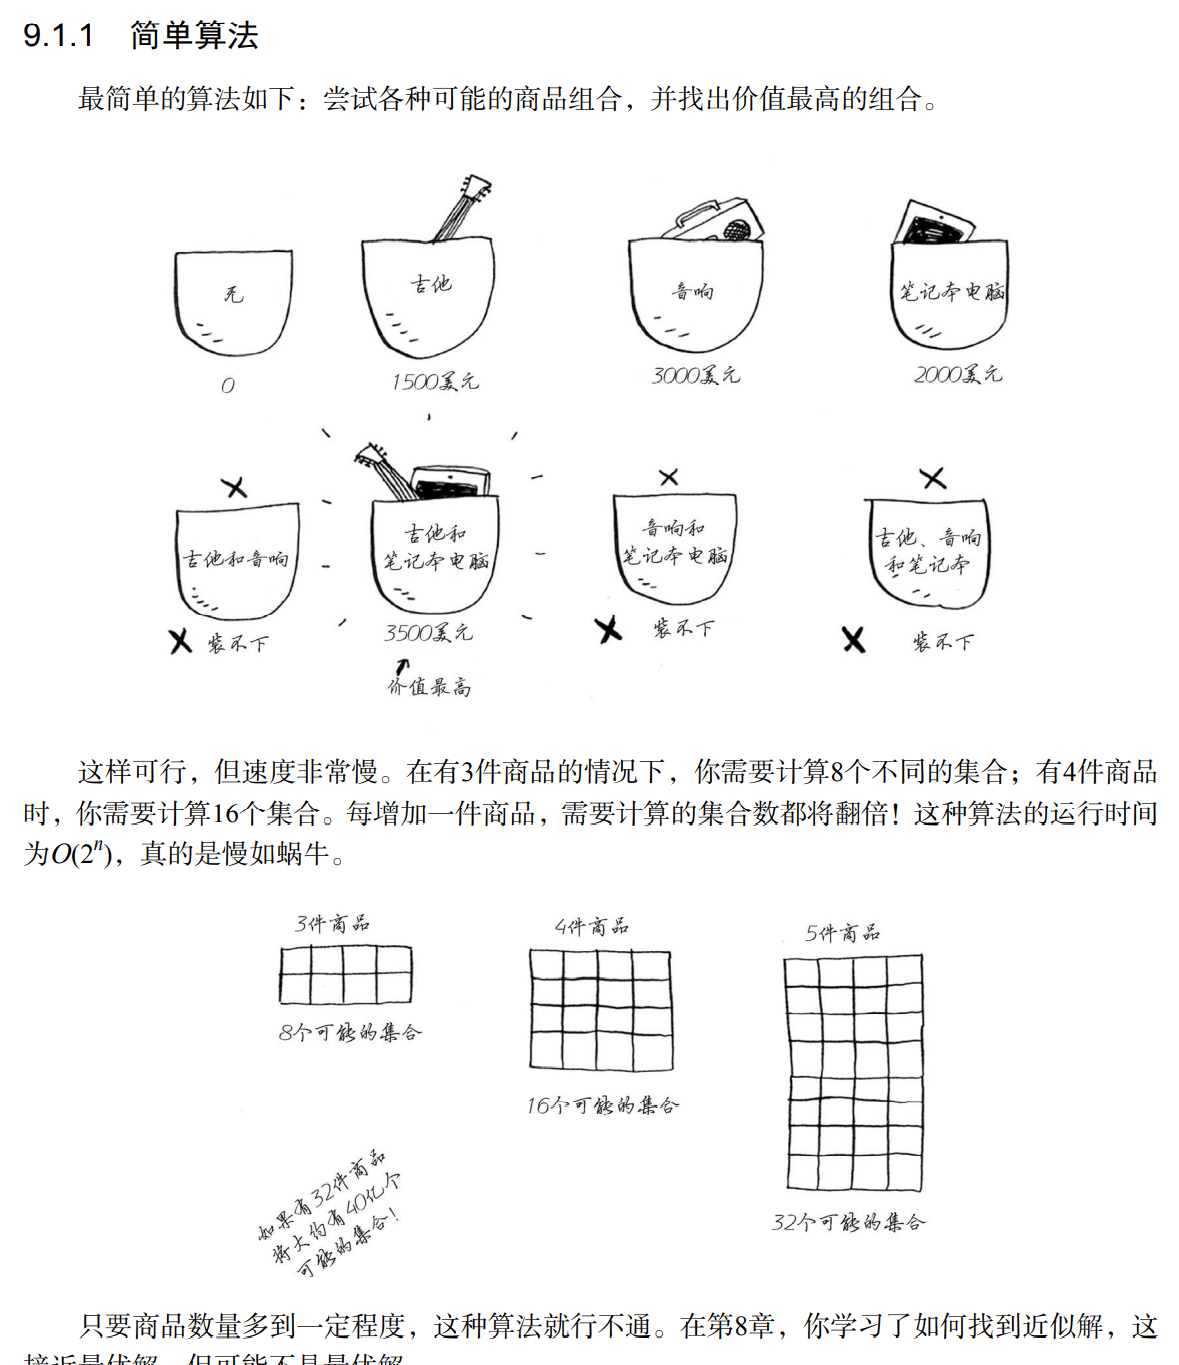 9.1.1 简单算法
最简单的算法如下：尝试各种可能的商品组合，并找出价值最高的组合。
无
吉他
音响
笔记本电脑
0
1500美元
3000美元
2000美元
吉他和音响
吉他和
笔记本电脑
音响和
笔记本电脑
吉他、音响
和笔记本
装不下
3500美元
装不下
装不下
价值最高
这样可行，但速度非常慢。在有3件商品的情况下，你需要计算8个不同的集合；有4件商品
时，你需要计算16个集合。每增加一件商品，需要计算的集合数都将翻倍！这种算法的运行时间
为O(2ⁿ)，真的是慢如蜗牛。
3件商品
4件商品
5件商品
8个可能的集合
16个可能的集合
32个可能的集合
如果有32件商品
将大约有40亿个
可能的集合！
只要商品数量多到一定程度，这种算法就行不通。在第8章，你学习了如何找到近似解，这
接近最优解，但可能不是最优解